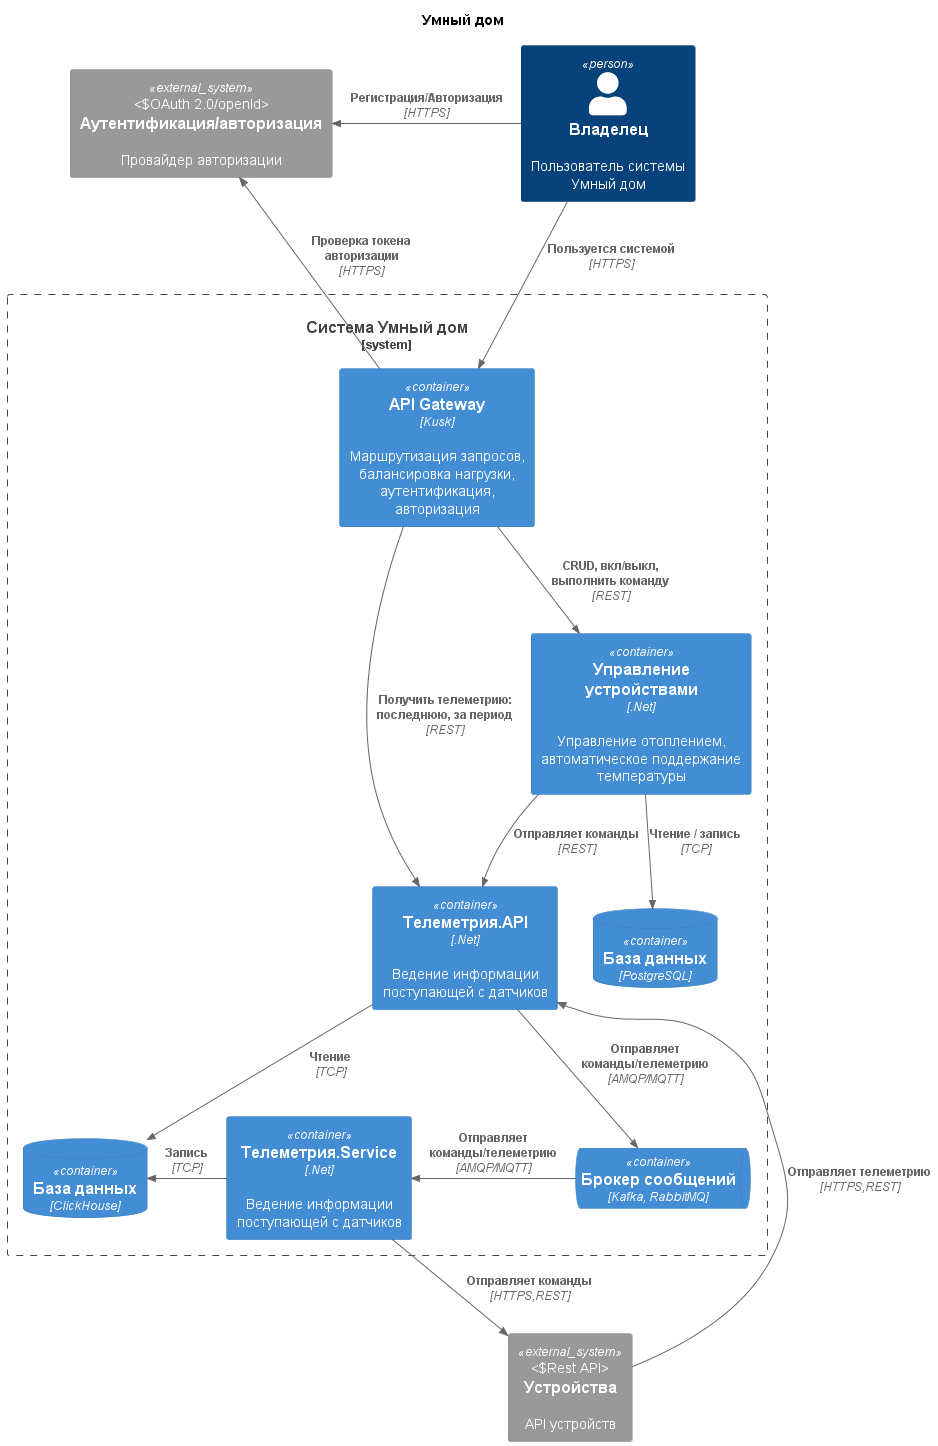 Умный дом
«external_system»
<$OAuth 2.0/openId>
Аутентификация/авторизация
Провайдер авторизации
Регистрация/Авторизация
[HTTPS]
«person»
Владелец
Пользователь системы
Умный дом
Проверка токена
авторизации
[HTTPS]
Пользуется системой
[HTTPS]
Система Умный дом
[system]
«container»
API Gateway
[Kusk]
Маршрутизация запросов,
балансировка нагрузки,
аутентификация,
авторизация
CRUD, вкл/выкл,
выполнить команду
[REST]
Получить телеметрию:
последнюю, за период
[REST]
«container»
Управление
устройствами
[.Net]
Управление отоплением,
автоматическое поддержание
температуры
Отправляет команды
[REST]
Чтение / запись
[TCP]
«container»
Телеметрия.API
[.Net]
Ведение информации
поступающей с датчиков
«container»
База данных
[PostgreSQL]
Чтение
[TCP]
Отправляет
команды/телеметрию
[AMQP/MQTT]
«container»
База данных
[ClickHouse]
Запись
[TCP]
«container»
Телеметрия.Service
[.Net]
Ведение информации
поступающей с датчиков
Отправляет
команды/телеметрию
[AMQP/MQTT]
«container»
Брокер сообщений
[Kafka, RabbitMQ]
Отправляет телеметрию
[HTTPS,REST]
Отправляет команды
[HTTPS,REST]
«external_system»
<$Rest API>
Устройства
API устройств